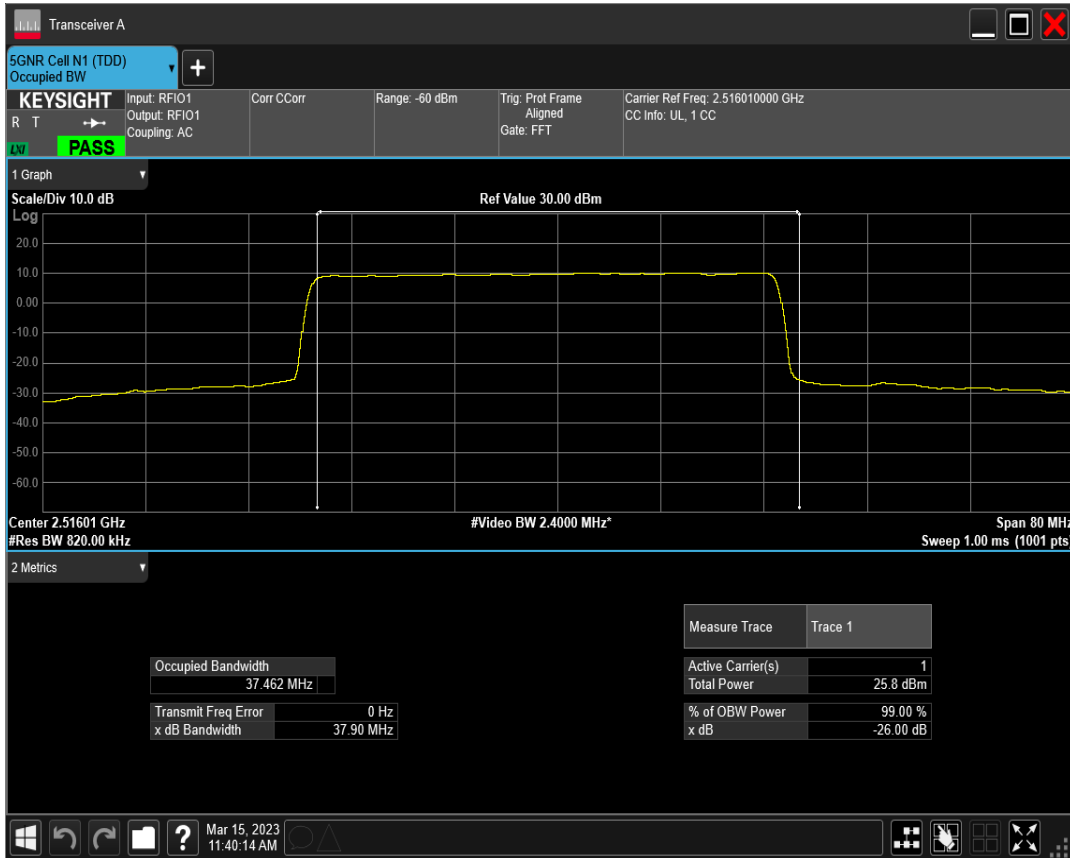 Transceiver A
5GNR Cell N1 (TDD)
Occupied BW
+
KEYSIGHT
R T
LXI
PASS
Input: RFIO1
Output: RFIO1
Coupling: AC
Corr CCorr
Range: -60 dBm
Trig: Prot Frame
Aligned
Gate: FFT
Carrier Ref Freq: 2.516010000 GHz
CC Info: UL, 1 CC
1 Graph
Scale/Div 10.0 dB
Ref Value 30.00 dBm
Log
20.0
10.0
0.00
-10.0
-20.0
-30.0
-40.0
-50.0
-60.0
Center 2.51601 GHz
#Video BW 2.4000 MHz*
Span 80 MHz
#Res BW 820.00 kHz
Sweep 1.00 ms (1001 pts)
2 Metrics
Measure Trace Trace 1
Occupied Bandwidth
37.462 MHz
Active Carrier(s) 1
Total Power 25.8 dBm
Transmit Freq Error 0 Hz
x dB Bandwidth 37.90 MHz
% of OBW Power 99.00 %
x dB -26.00 dB
?
Mar 15, 2023
11:40:14 AM